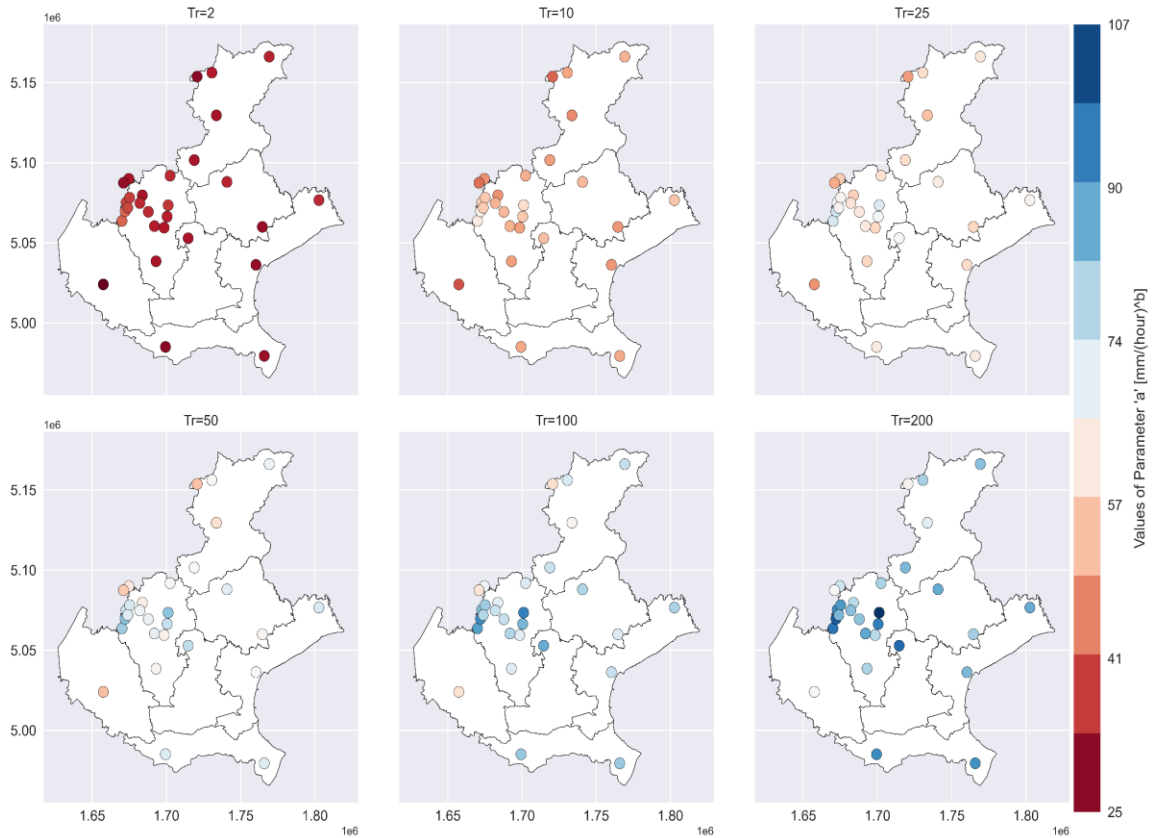 1e6
Tr=2
Tr=10
Tr=25
107
5.15
5.10
5.05
5.00
90
74
57
41
25
Values of Parameter 'a' [mm/(hour)^b]
1e6
Tr=50
Tr=100
Tr=200
5.15
5.10
5.05
5.00
1.65 1.70 1.75 1.80
1e6
1.65 1.70 1.75 1.80
1e6
1.65 1.70 1.75 1.80
1e6